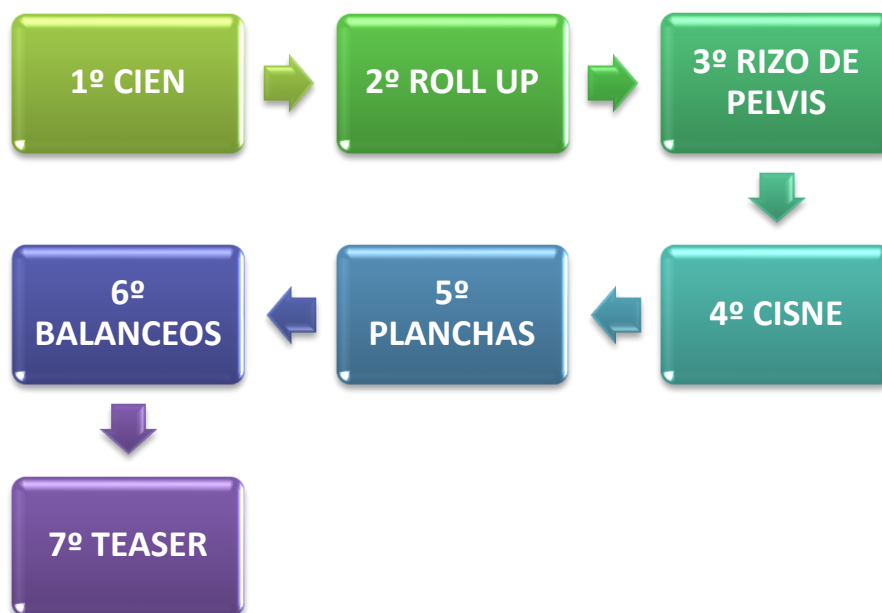 1º CIEN
2º ROLL UP
3º RIZO DE
PELVIS
4º CISNE
5º
PLANCHAS
6º
BALANCEOS
7º TEASER